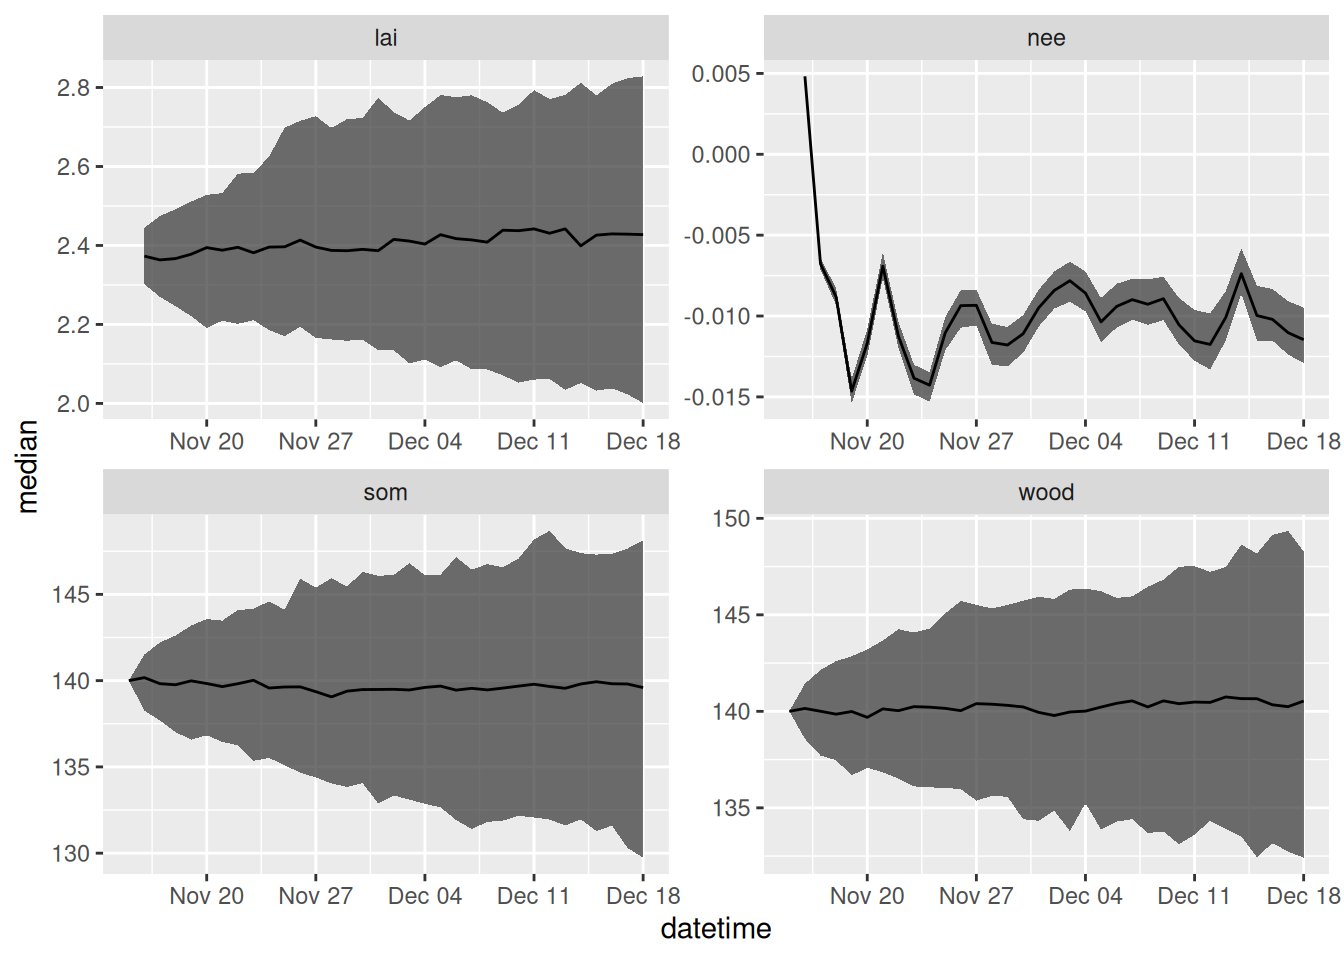 lai
nee
2.8
2.6
2.4
2.2
2.0
0.005
0.000
-0.005
-0.010
-0.015
Nov 20 Nov 27 Dec 04 Dec 11 Dec 18
Nov 20 Nov 27 Dec 04 Dec 11 Dec 18
median
som
wood
145
140
135
130
150
145
140
135
Nov 20 Nov 27 Dec 04 Dec 11 Dec 18
Nov 20 Nov 27 Dec 04 Dec 11 Dec 18
datetime